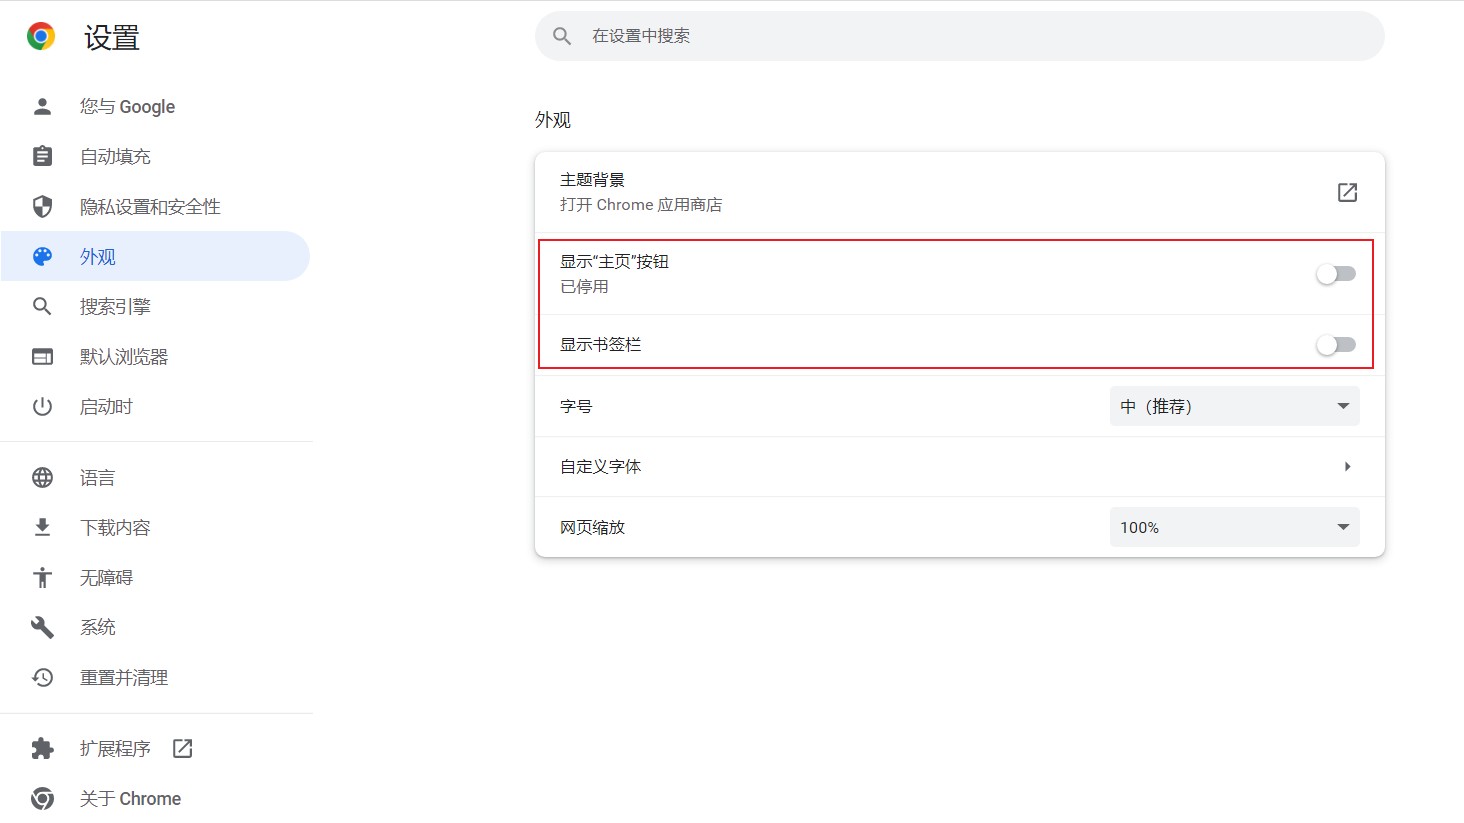 设置
在设置中搜索
您与 Google
自动填充
隐私设置和安全性
外观
搜索引擎
默认浏览器
启动时
语言
下载内容
无障碍
系统
重置并清理
扩展程序
关于 Chrome
外观
主题背景
打开 Chrome 应用商店
显示“主页”按钮
已停用
显示书签栏
字号
中（推荐）
自定义字体
网页缩放
100%